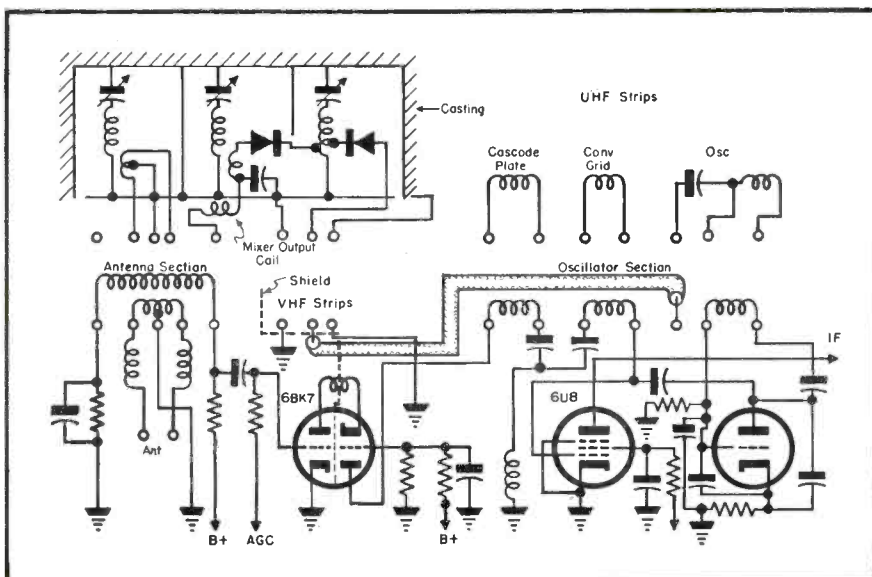 UHF Strips
Casting
Cascode
Plate
Conv
Grid
Osc
Mixer Output
Coil
Antenna Section
Shield
VHF Strips
Oscillator Section
IF
6BK7
6U8
Ant
B+
AGC
B+